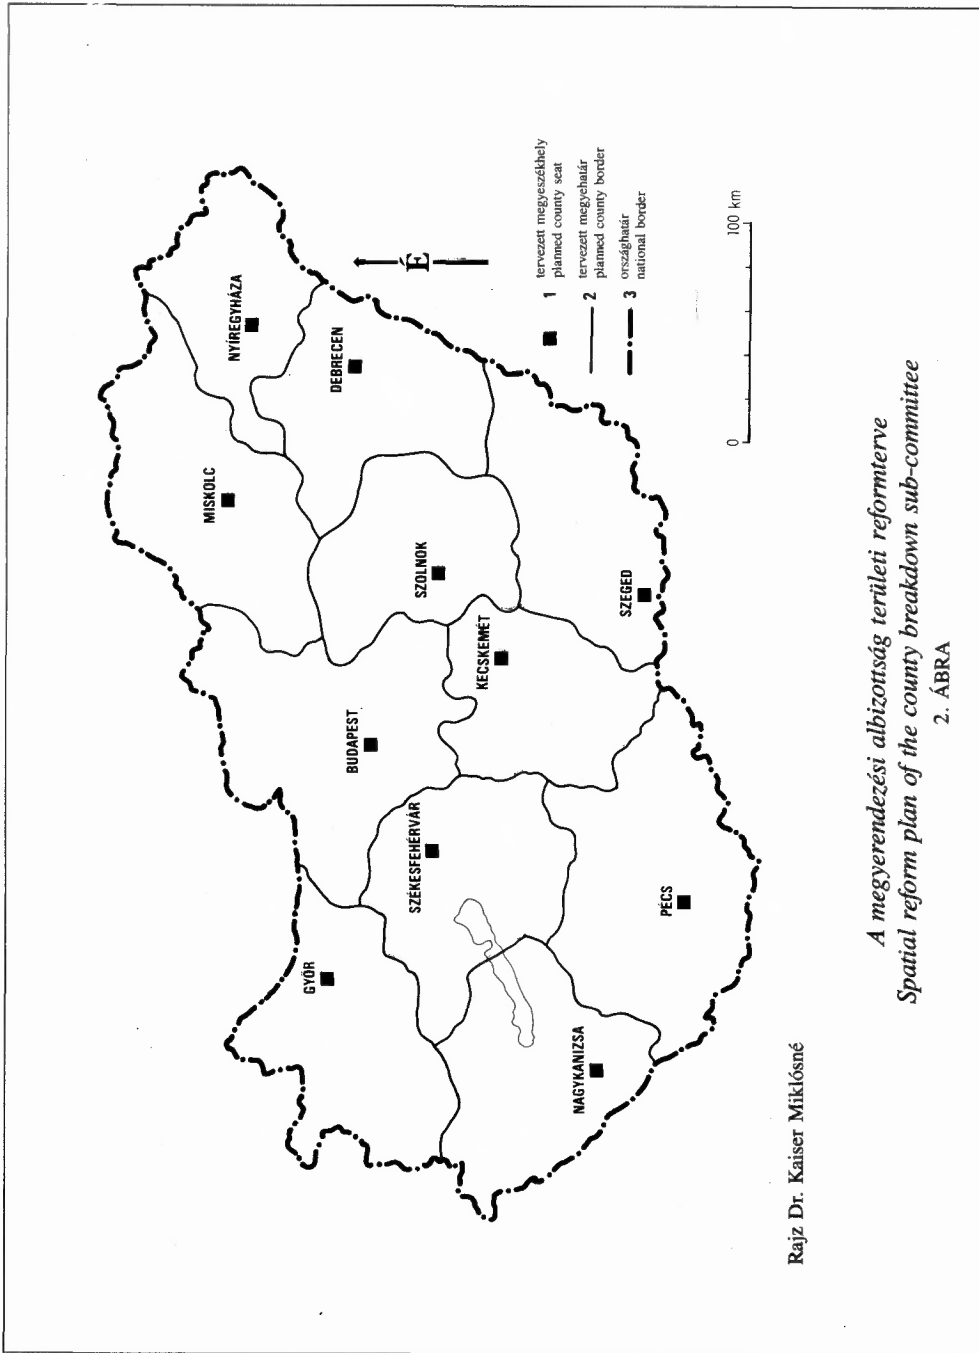 NYÍREGYHÁZA
MISKOLC
DEBRECEN
SZOLNOK
BUDAPEST
KECSKEMÉT
SZEGED
SZÉKESFEHÉRVÁR
GYŐR
PÉCS
NAGYKANIZSA
É
1 tervezett megyeszékhely
planned county seat
2 tervezett megyehatár
planned county border
3 országhatár
national border
0 100 km
Rajz Dr. Kaiser Miklósné
A megyerendezési albizottság területi reformterve
Spatial reform plan of the county breakdown sub-committee
2. ÁBRA